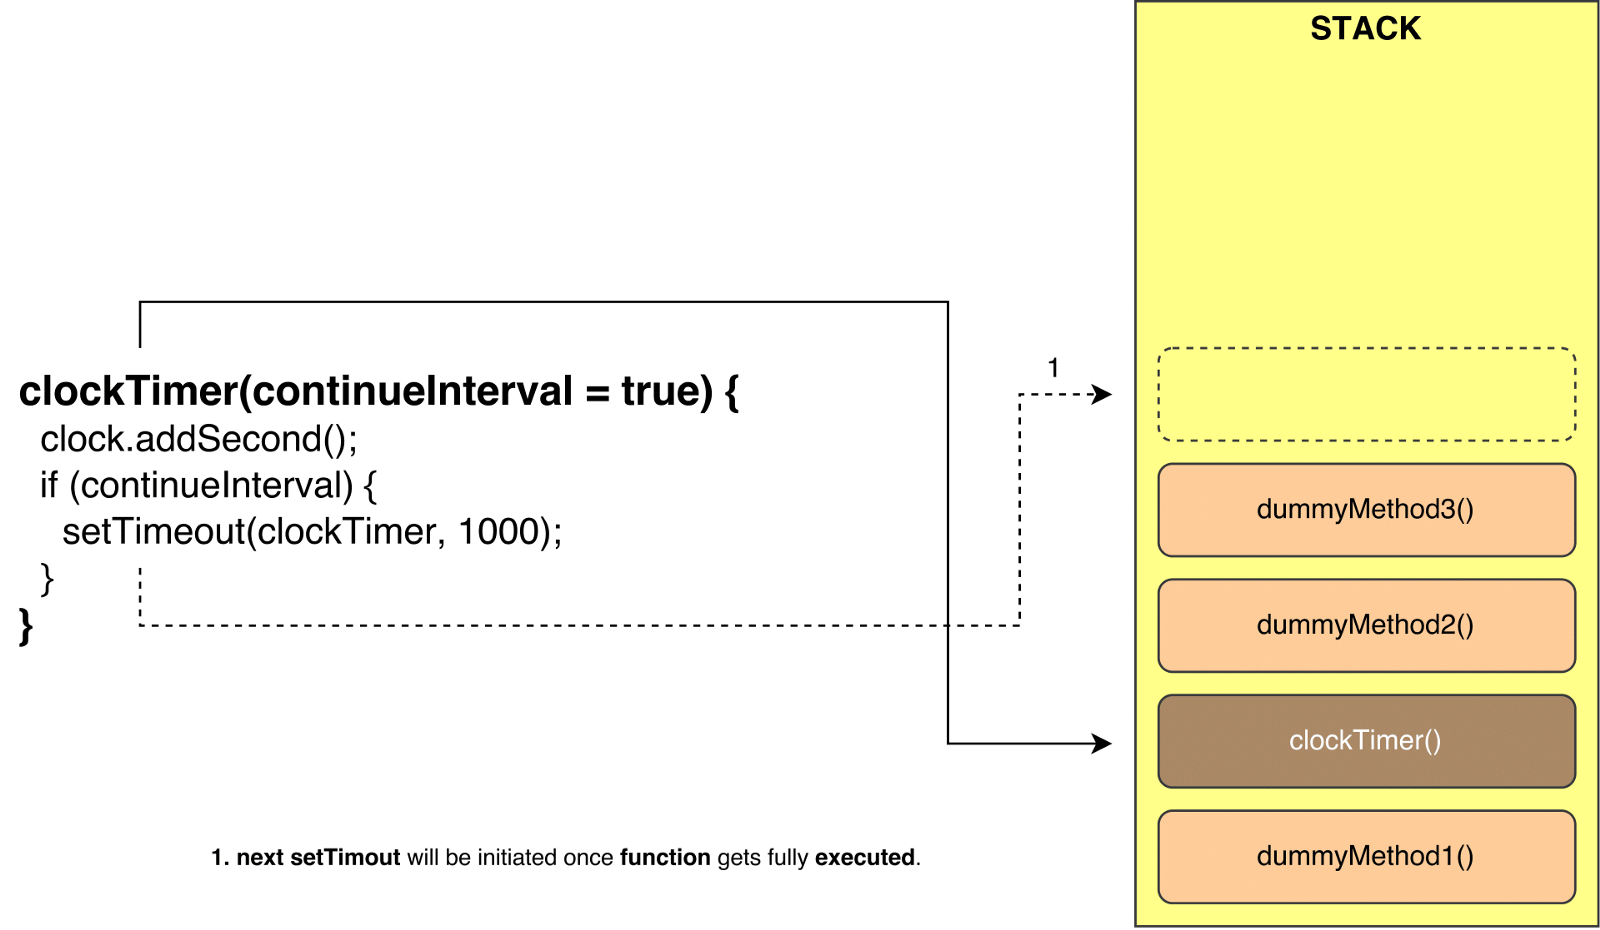 STACK
1
clockTimer(continueInterval = true) {
clock.addSecond();
if (continueInterval) {
setTimeout(clockTimer, 1000);
}
}
dummyMethod3()
dummyMethod2()
clockTimer()
dummyMethod1()
1. next setTimout will be initiated once function gets fully executed.